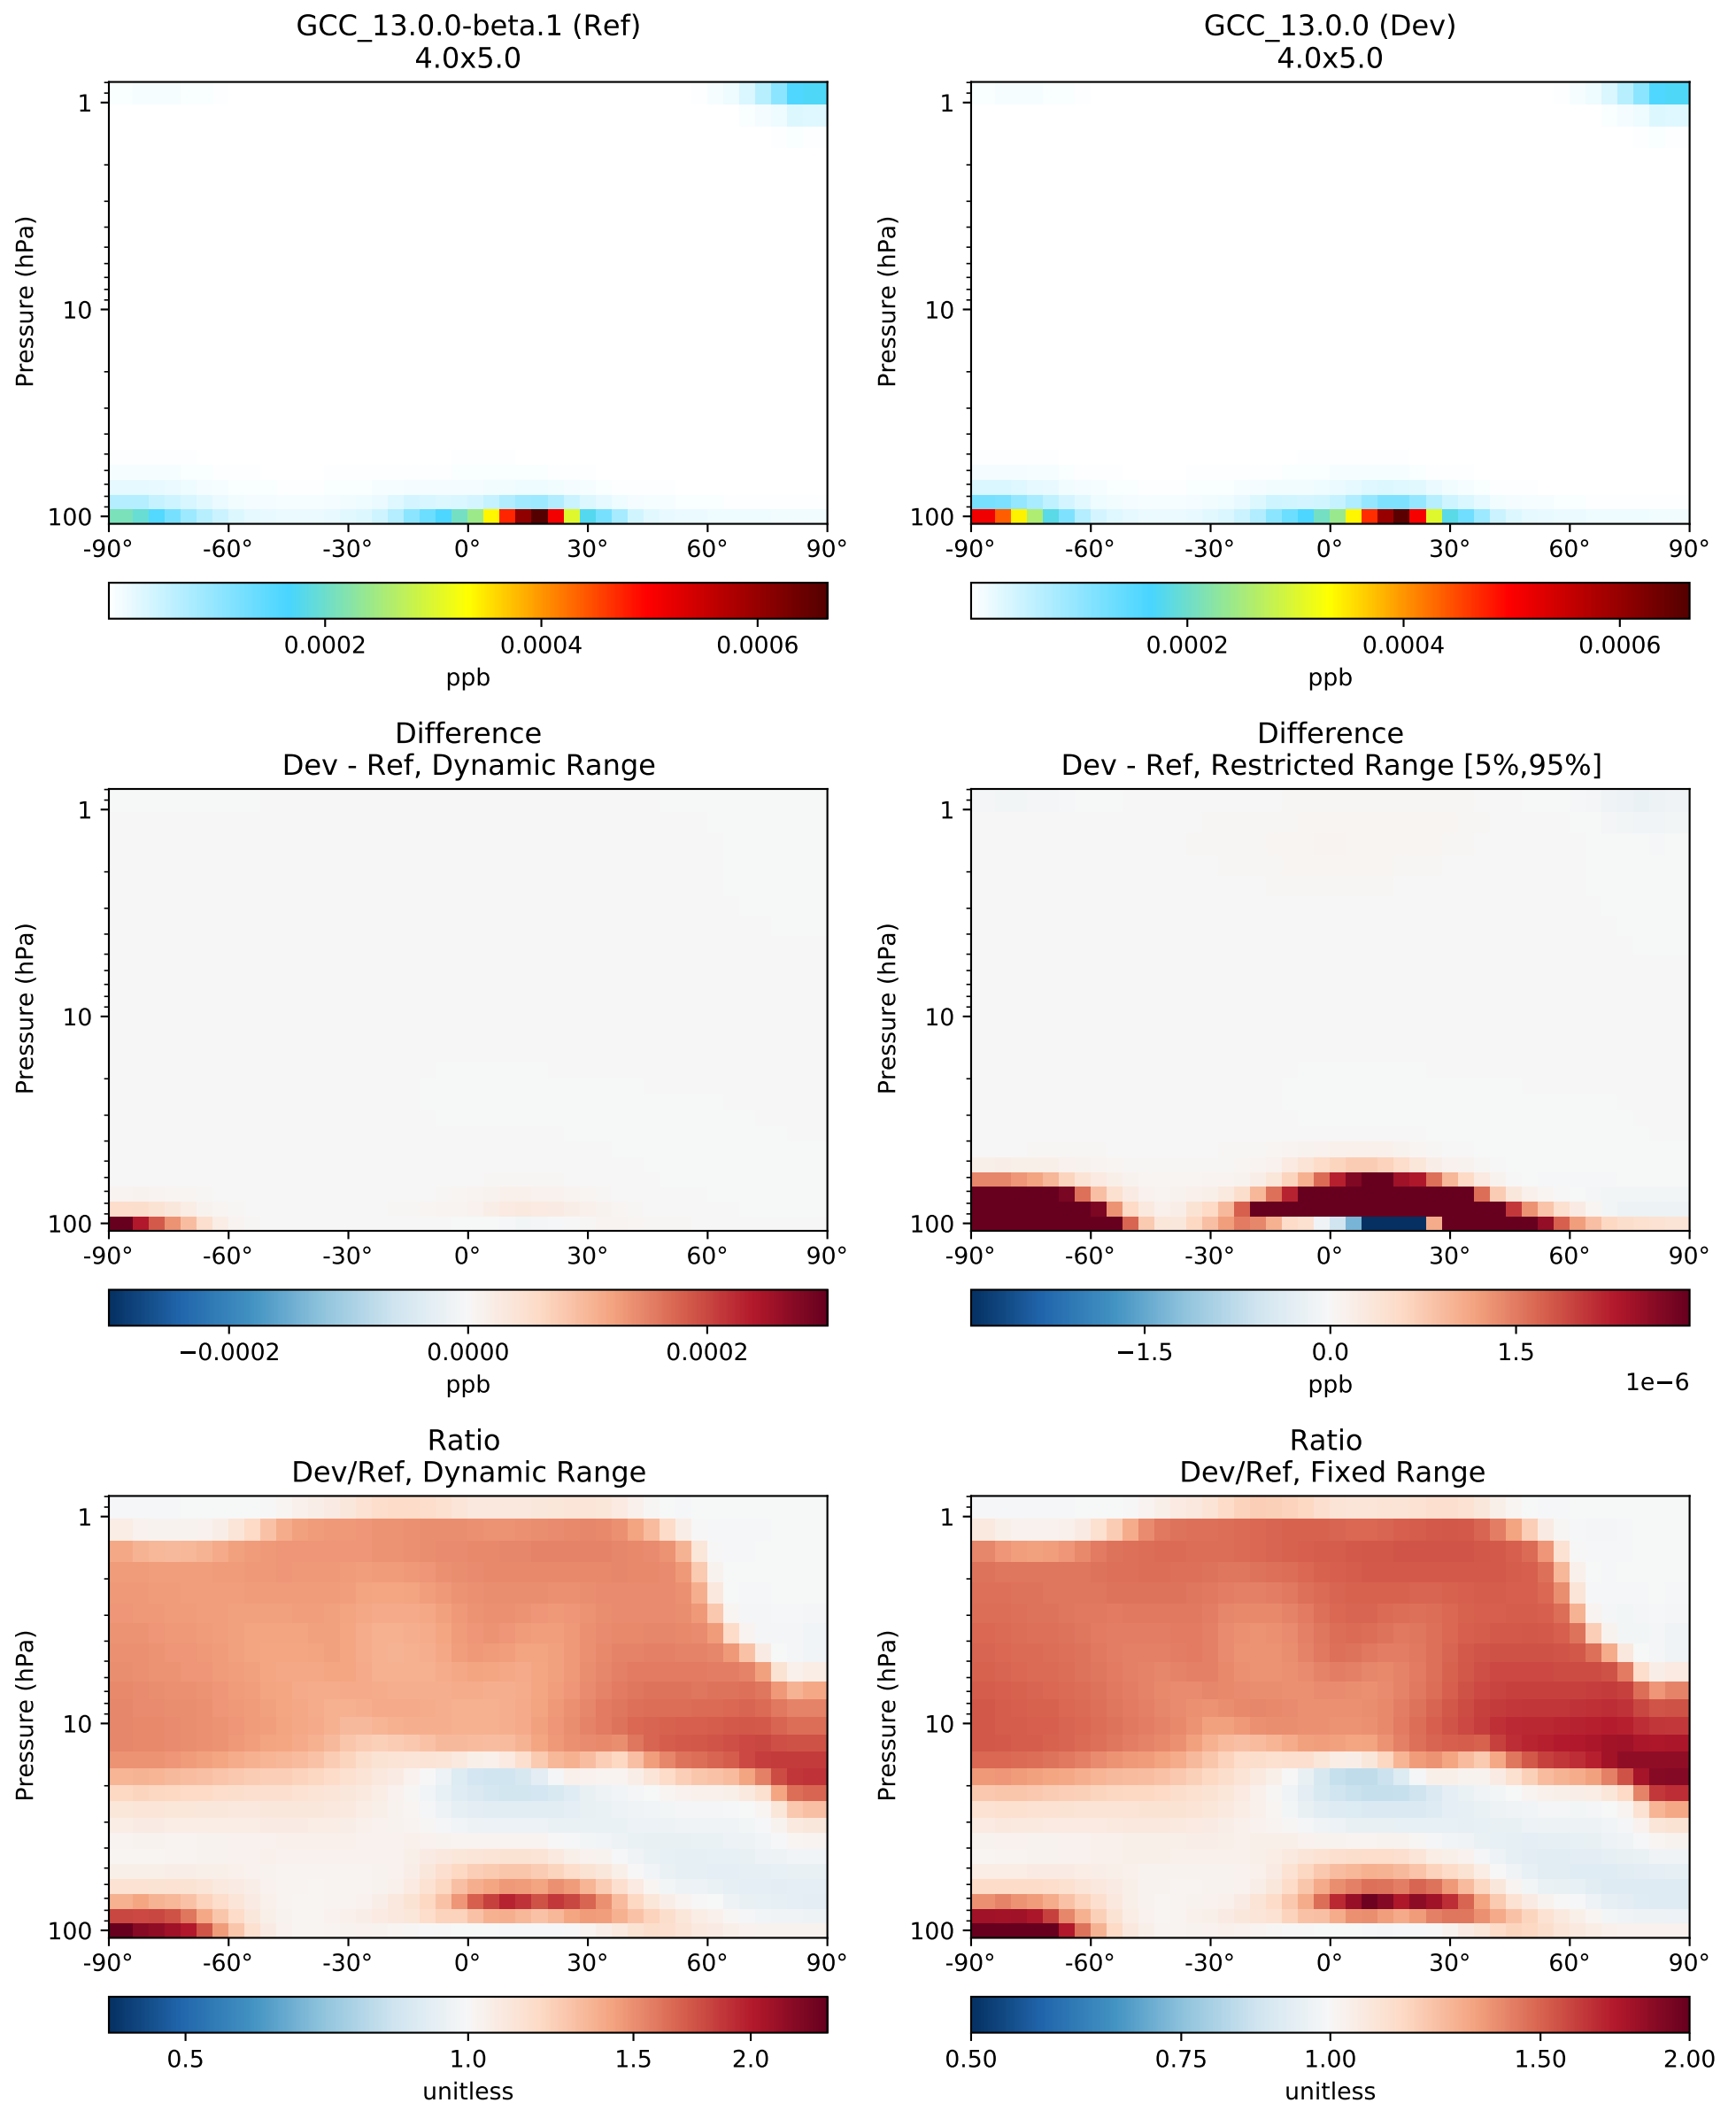 GCC_13.0.0-beta.1 (Ref)
4.0x5.0
Pressure (hPa)
1
10
100
-90° -60° -30° 0° 30° 60° 90°
0.0002 0.0004 0.0006
ppb
GCC_13.0.0 (Dev)
4.0x5.0
Pressure (hPa)
1
10
100
-90° -60° -30° 0° 30° 60° 90°
0.0002 0.0004 0.0006
ppb
Difference
Dev - Ref, Dynamic Range
Pressure (hPa)
1
10
100
-90° -60° -30° 0° 30° 60° 90°
−0.0002 0.0000 0.0002
ppb
Difference
Dev - Ref, Restricted Range [5%,95%]
Pressure (hPa)
1
10
100
-90° -60° -30° 0° 30° 60° 90°
−1.5 0.0 1.5
ppb
1e−6
Ratio
Dev/Ref, Dynamic Range
Pressure (hPa)
1
10
100
-90° -60° -30° 0° 30° 60° 90°
0.5 1.0 1.5 2.0
unitless
Ratio
Dev/Ref, Fixed Range
Pressure (hPa)
1
10
100
-90° -60° -30° 0° 30° 60° 90°
0.50 0.75 1.00 1.50 2.00
unitless